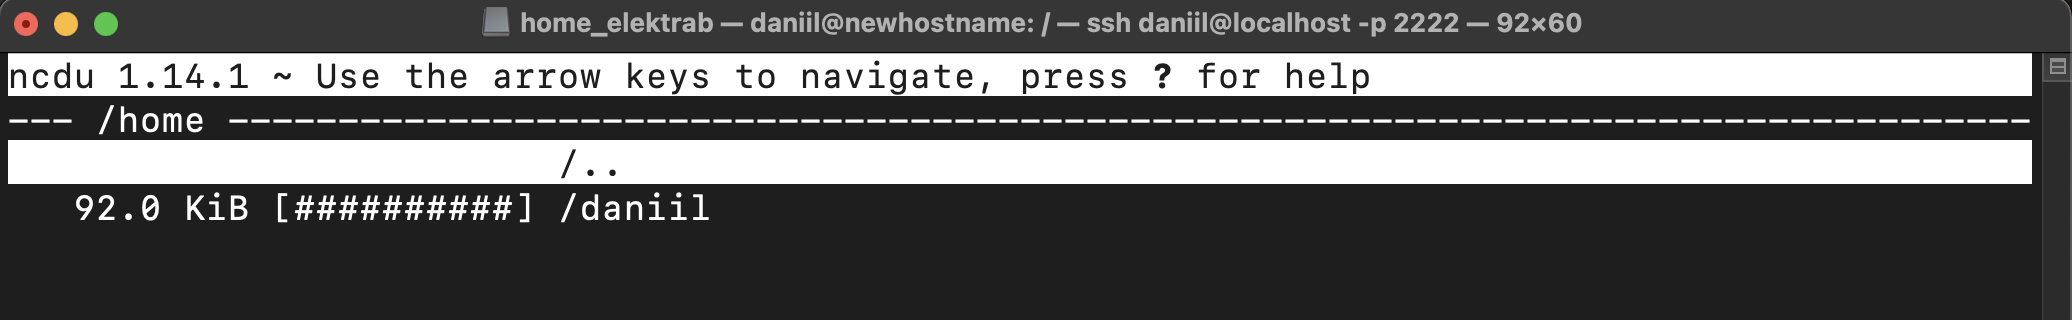 home_elektrab — daniil@newhostname: / — ssh daniil@localhost -p 2222 — 92×60
ncdu 1.14.1 ~ Use the arrow keys to navigate, press ? for help
--- /home ----------------------------------------------------------------------------------
/..
92.0 KiB [##########] /daniil